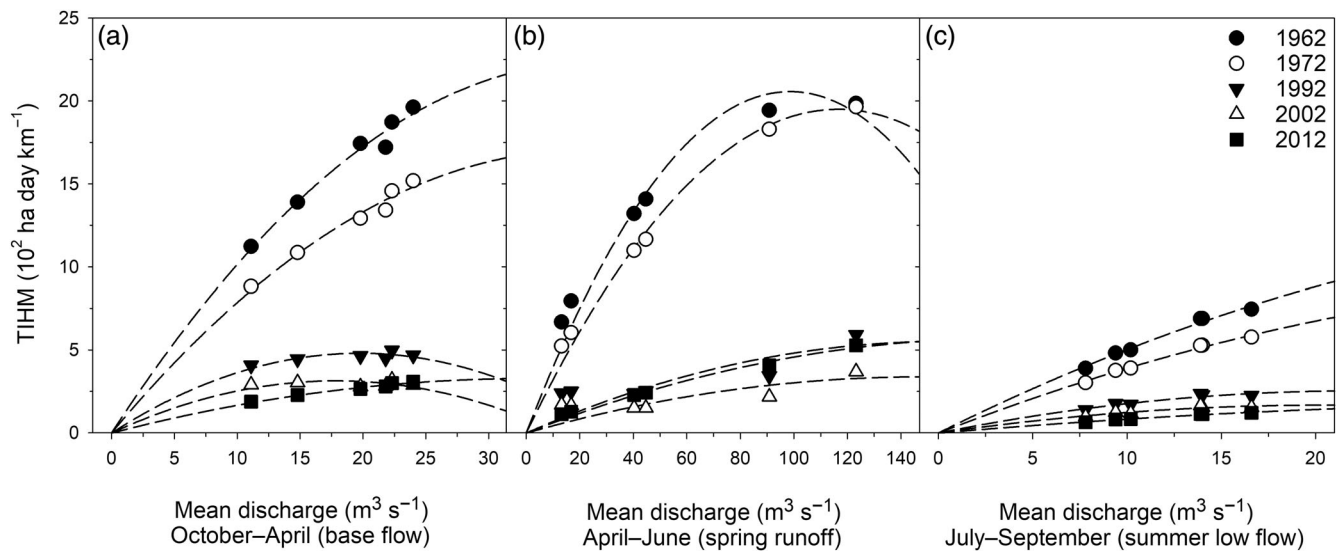 (a)
(b)
(c)
1962
1972
1992
2002
2012
TIHM (10² ha day km⁻¹)
25
20
15
10
5
0
0 5 10 15 20 25 30
0 20 40 60 80 100 120 140
0 5 10 15 20
Mean discharge (m³ s⁻¹)
October–April (base flow)
Mean discharge (m³ s⁻¹)
April–June (spring runoff)
Mean discharge (m³ s⁻¹)
July–September (summer low flow)